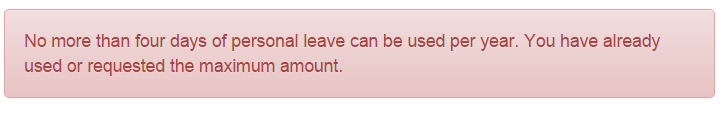 No more than four days of personal leave can be used per year. You have already
used or requested the maximum amount.